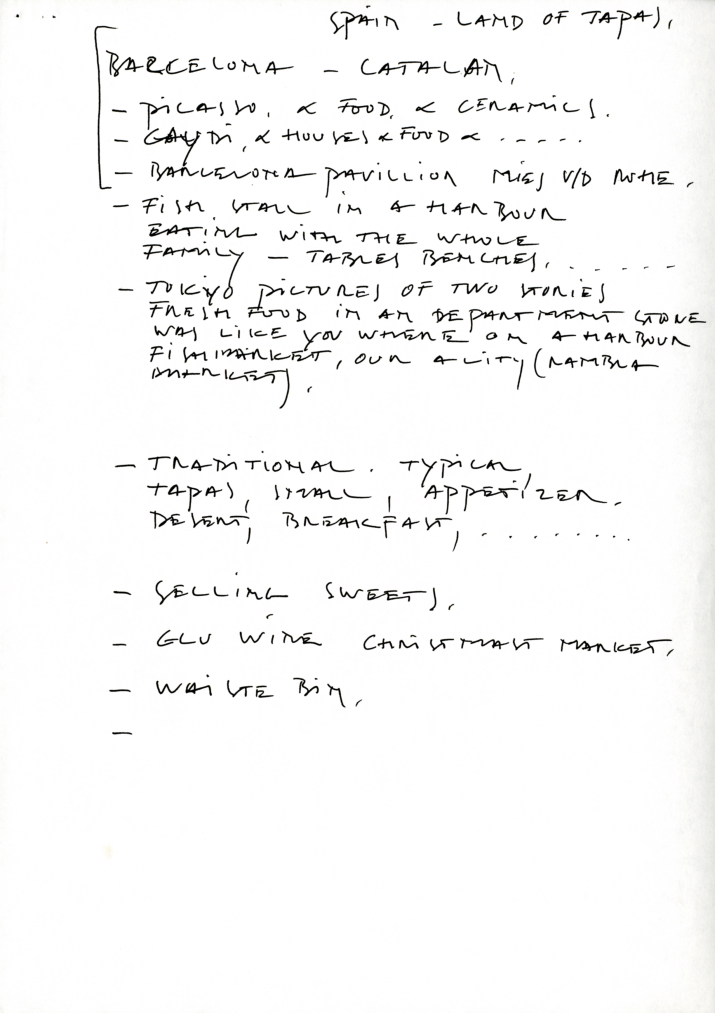 SPAIN - LAND OF TAPAS,
BARCELONA - CATALAN,
- PICASSO, & FOOD, & CERAMICS.
- GAUDI, & HOUSES & FOOD & .....
- BARCELONA PAVILLION MIES V/D ROHE.
- FISH STALL IN A HARBOUR
EATING WITH THE WHOLE
FAMILY - TABLES BENCHES, ......
- TOKYO PICTURES OF TWO STORIES
FRESH FOOD IN AN DEPARTMENT STORE
WAS LIKE YOU WHERE ON A HARBOUR
FISHMARKET, OUR A CITY (RAMBLA
MARKET).
- TRADITIONAL. TYPICAL,
TAPAS, SMALL, APPETIZER.
DESERT, BREAKFAST, .........
- SELLING SWEETS,
- GLU WINE CHRISTMAST MARKET,
- WAISTE BIN,
-